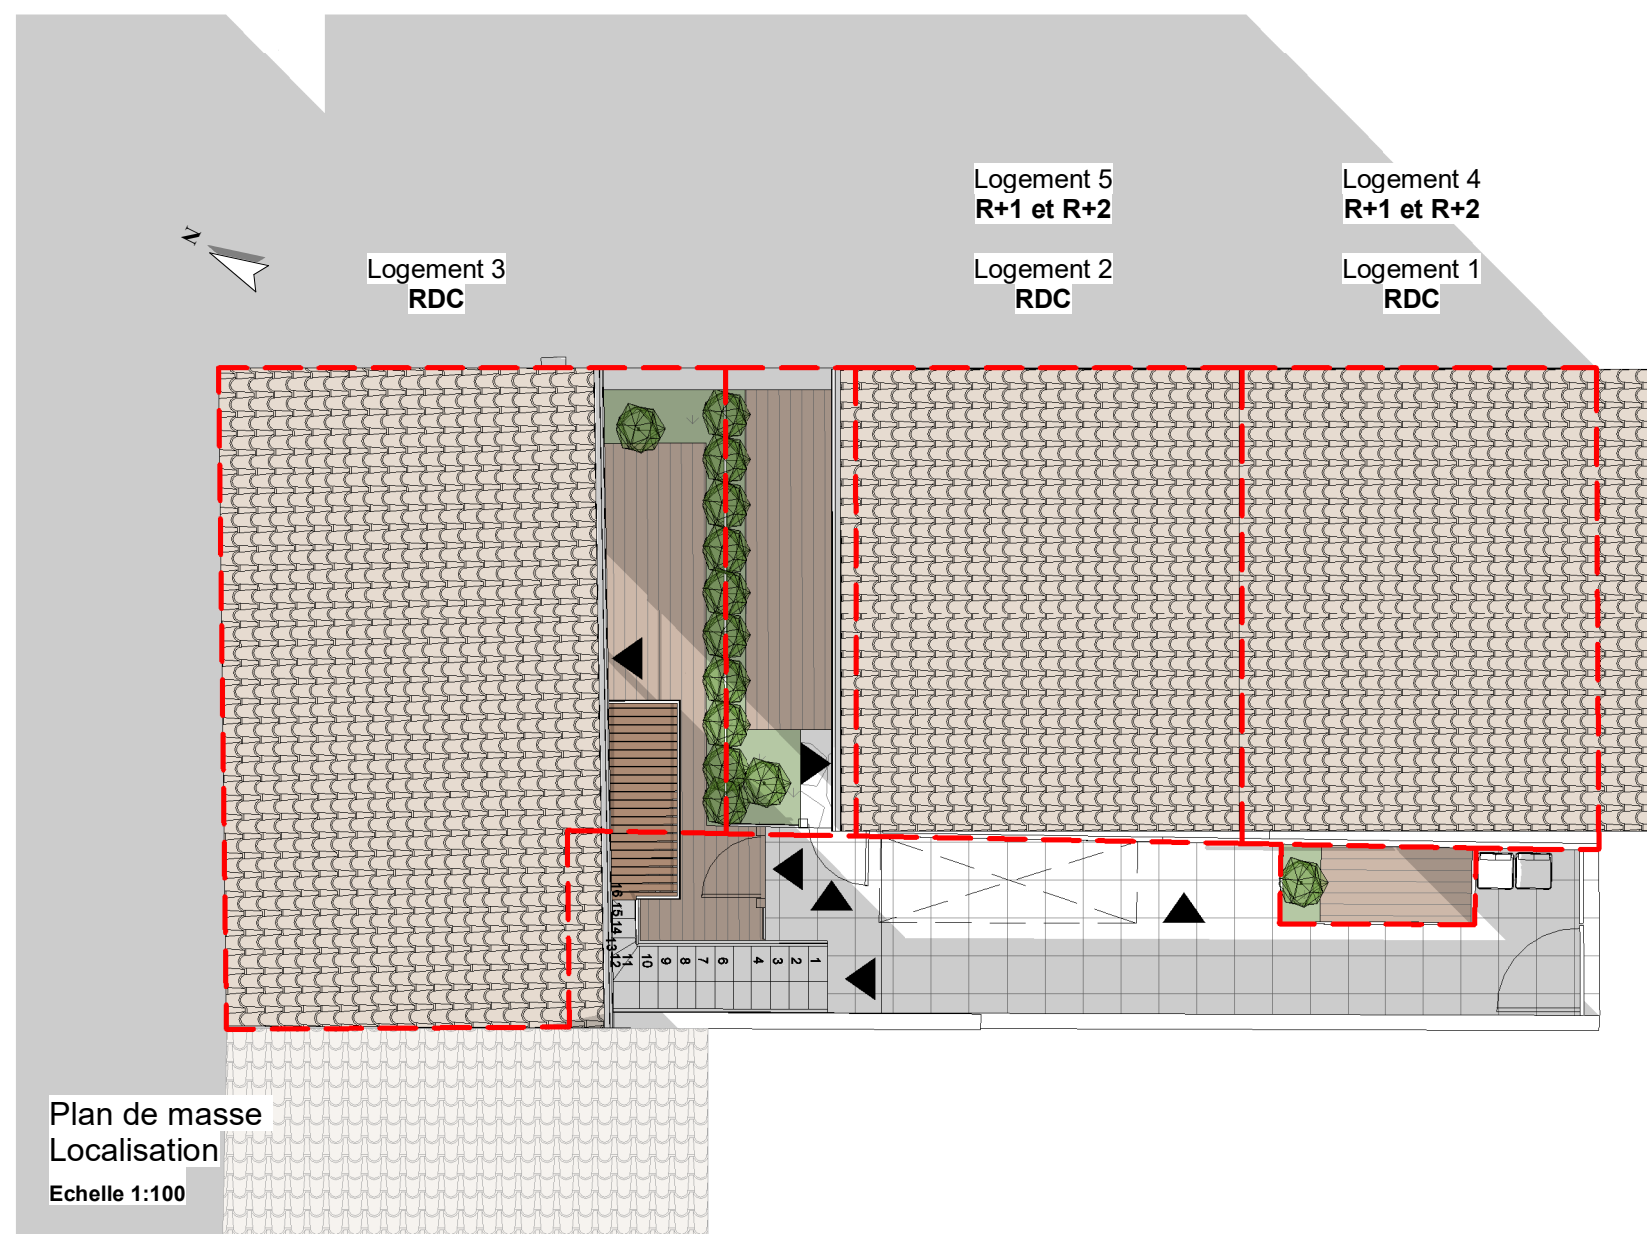 Logement 5
R+1 et R+2
Logement 4
R+1 et R+2
N
Logement 3
RDC
Logement 2
RDC
Logement 1
RDC
16
15
14
13
12
11
10
9
8
7
6
4
3
2
1
Plan de masse
Localisation
Echelle 1:100